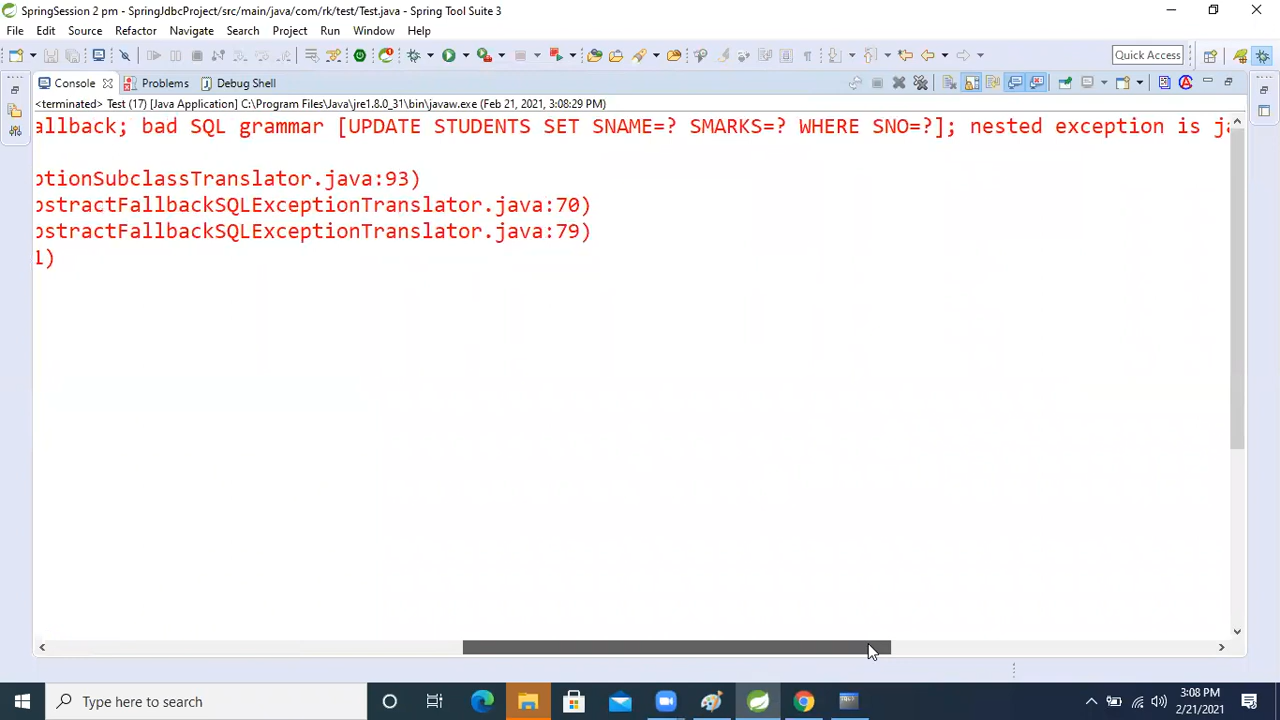 SpringSession 2 pm - SpringJdbcProject/src/main/java/com/rk/test/Test.java - Spring Tool Suite 3
File Edit Source Refactor Navigate Search Project Run Window Help
Quick Access
Console Problems Debug Shell
<terminated> Test (17) [Java Application] C:\Program Files\Java\jre1.8.0_31\bin\javaw.exe (Feb 21, 2021, 3:08:29 PM)
allback; bad SQL grammar [UPDATE STUDENTS SET SNAME=? SMARKS=? WHERE SNO=?]; nested exception is ja
ptionSubclassTranslator.java:93)
bstractFallbackSQLExceptionTranslator.java:70)
bstractFallbackSQLExceptionTranslator.java:79)
1)
Type here to search
3:08 PM
2/21/2021